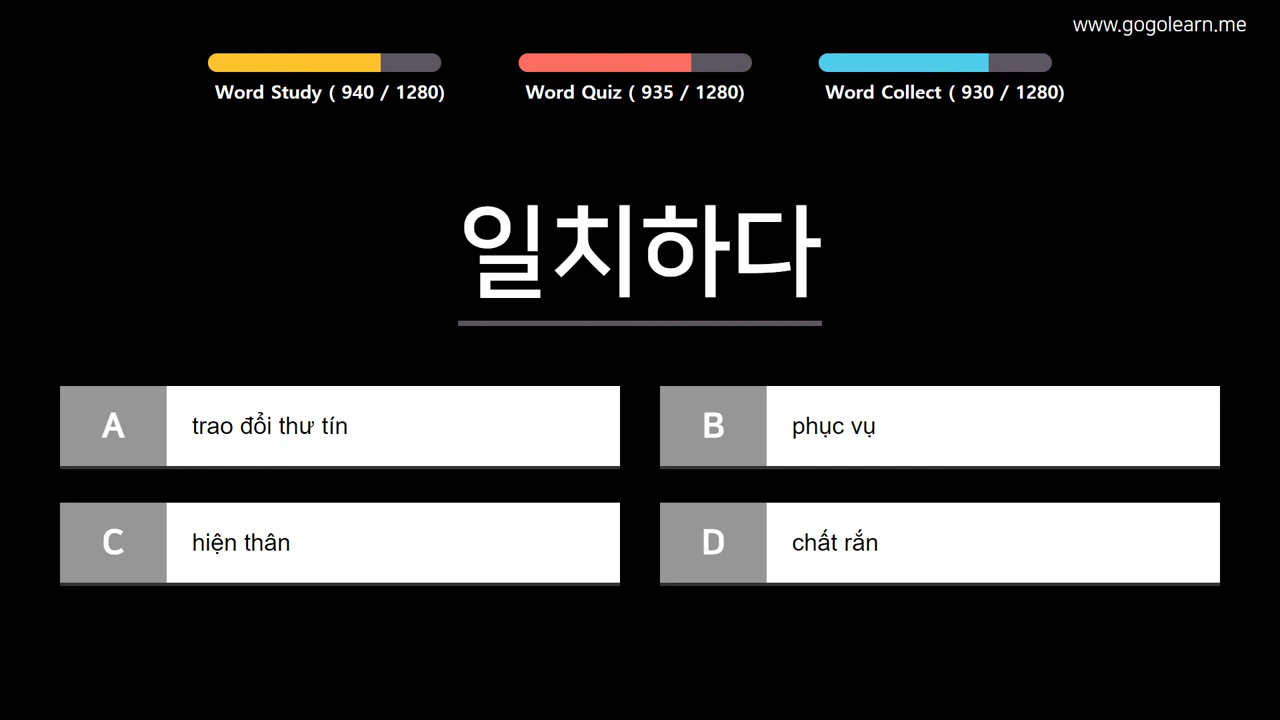 www.gogolearn.me
Word Study ( 940 / 1280)
Word Quiz ( 935 / 1280)
Word Collect ( 930 / 1280)
일치하다
A trao đổi thư tín
B phục vụ
C hiện thân
D chất rắn